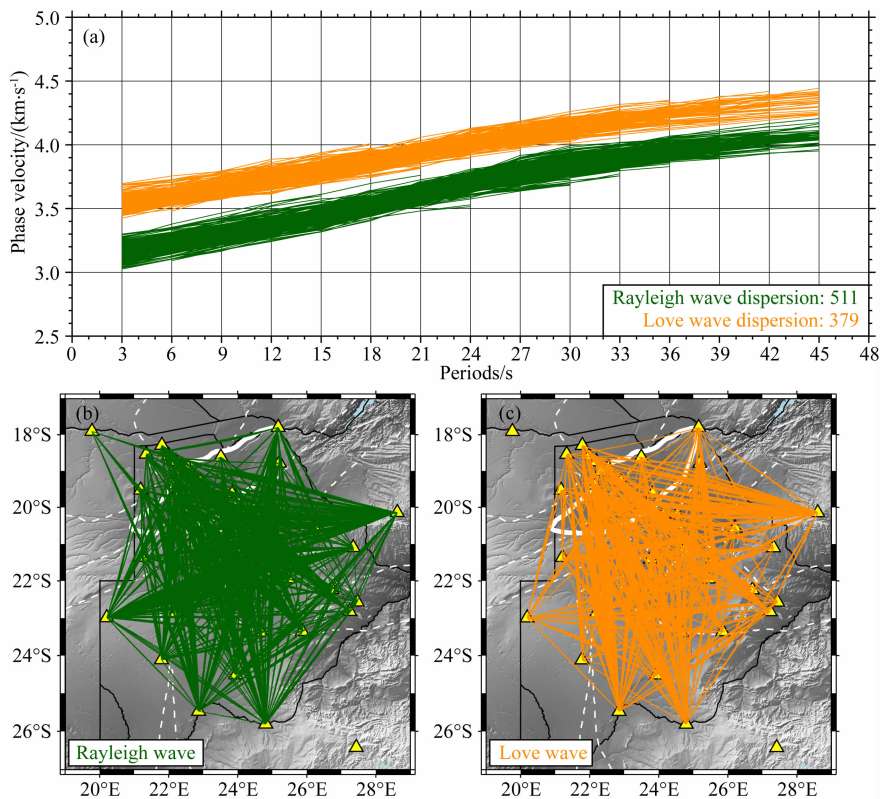 (a)
Phase velocity/(km·s⁻¹)
5.0
4.5
4.0
3.5
3.0
2.5
Rayleigh wave dispersion: 511
Love wave dispersion: 379
0 3 6 9 12 15 18 21 24 27 30 33 36 39 42 45 48
Periods/s
(b)
18°S
20°S
22°S
24°S
26°S
Rayleigh wave
20°E 22°E 24°E 26°E 28°E
(c)
18°S
20°S
22°S
24°S
26°S
Love wave
20°E 22°E 24°E 26°E 28°E